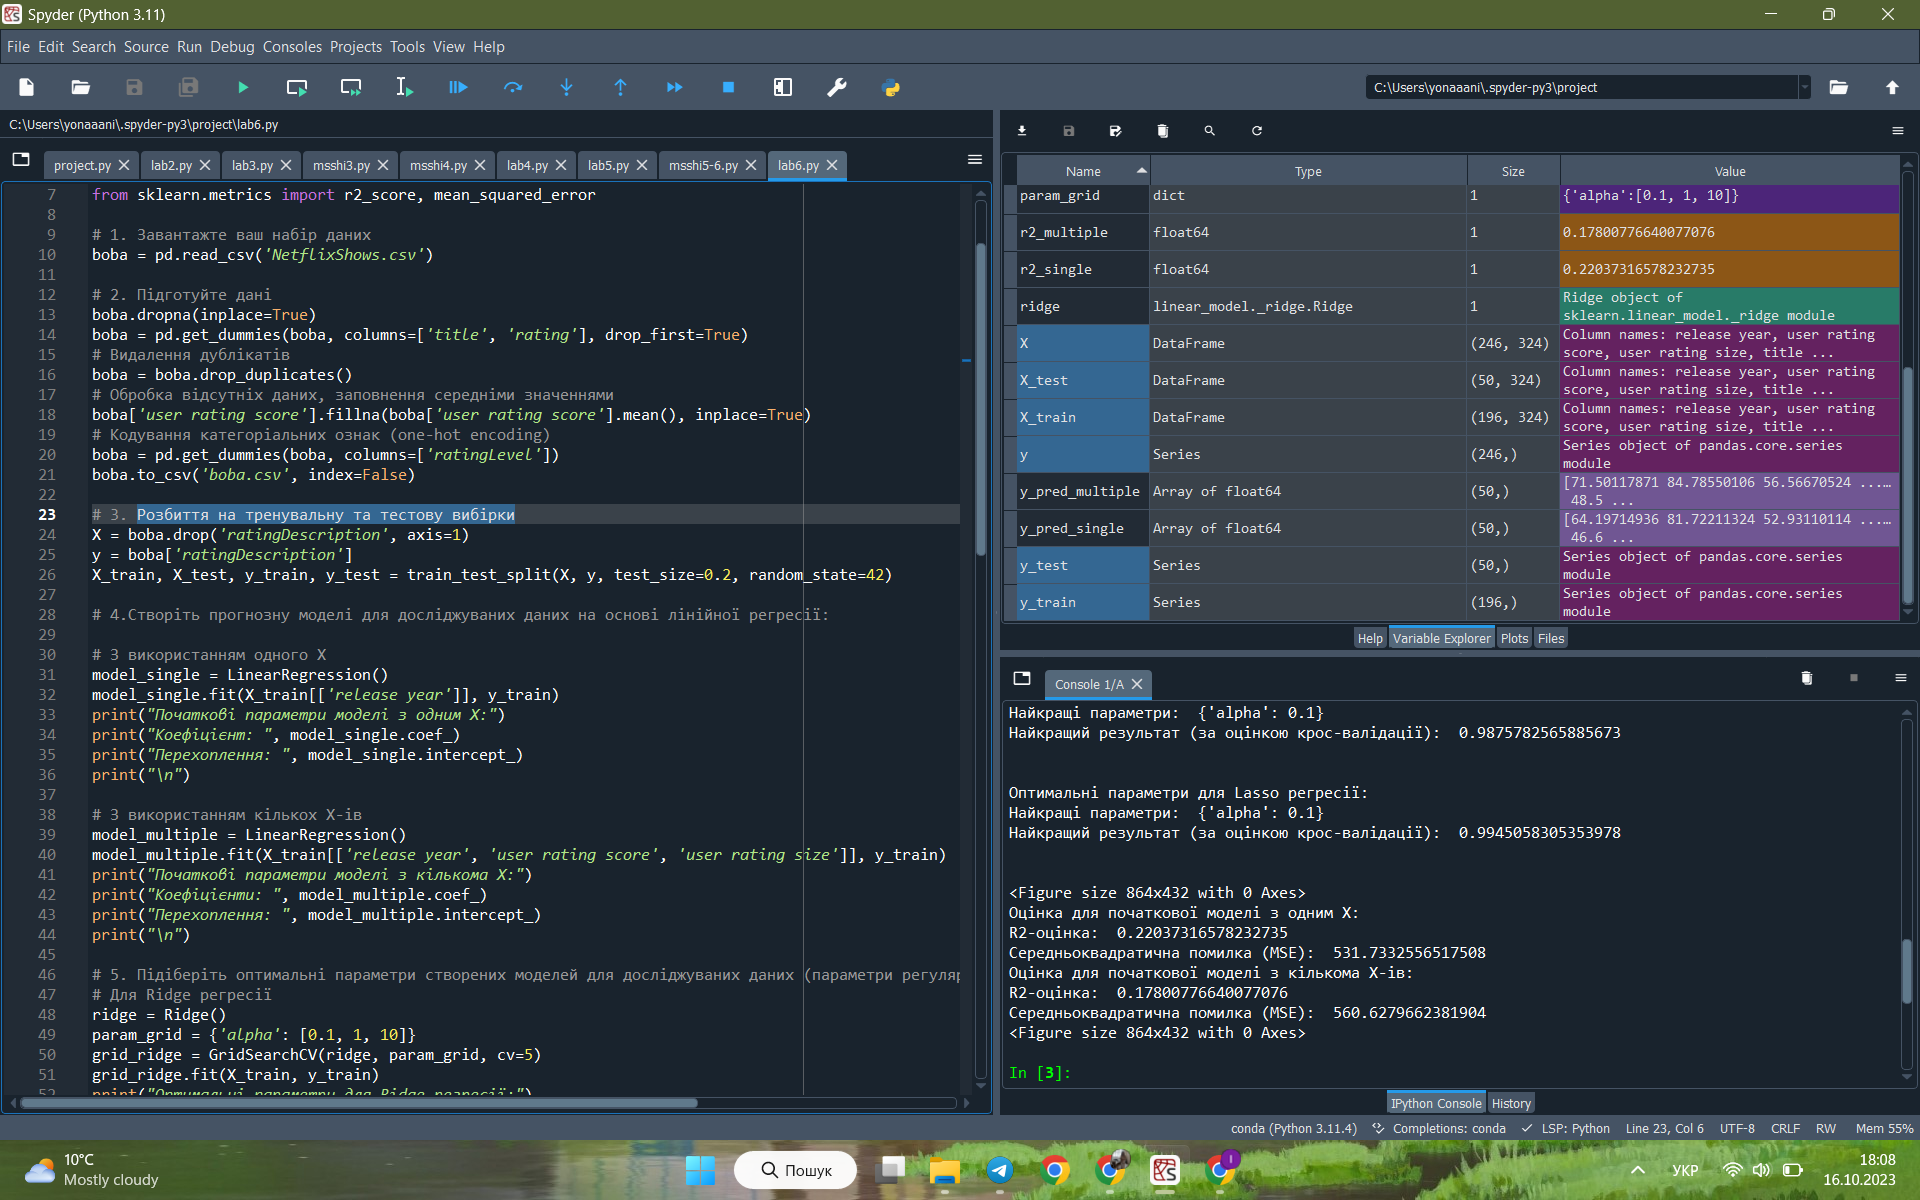 Spyder (Python 3.11)
File Edit Search Source Run Debug Consoles Projects Tools View Help
C:\Users\yonaaani\.spyder-py3\project
C:\Users\yonaaani\.spyder-py3\project\lab6.py
project.py lab2.py lab3.py msshi3.py msshi4.py lab4.py lab5.py msshi5-6.py lab6.py
7 from sklearn.metrics import r2_score, mean_squared_error
8
9 # 1. Завантажте ваш набір даних
10 boba = pd.read_csv('NetflixShows.csv')
11
12 # 2. Підготуйте дані
13 boba.dropna(inplace=True)
14 boba = pd.get_dummies(boba, columns=['title', 'rating'], drop_first=True)
15 # Видалення дублікатів
16 boba = boba.drop_duplicates()
17 # Обробка відсутніх даних, заповнення середніми значеннями
18 boba['user rating score'].fillna(boba['user rating score'].mean(), inplace=True)
19 # Кодування категоріальних ознак (one-hot encoding)
20 boba = pd.get_dummies(boba, columns=['ratingLevel'])
21 boba.to_csv('boba.csv', index=False)
22
23 # 3. Розбиття на тренувальну та тестову вибірки
24 X = boba.drop('ratingDescription', axis=1)
25 y = boba['ratingDescription']
26 X_train, X_test, y_train, y_test = train_test_split(X, y, test_size=0.2, random_state=42)
27
28 # 4.Створіть прогнозну моделі для досліджуваних даних на основі лінійної регресії:
29
30 # З використанням одного X
31 model_single = LinearRegression()
32 model_single.fit(X_train[['release year']], y_train)
33 print("Початкові параметри моделі з одним X:")
34 print("Коефіцієнт: ", model_single.coef_)
35 print("Перехоплення: ", model_single.intercept_)
36 print("\n")
37
38 # З використанням кількох X-ів
39 model_multiple = LinearRegression()
40 model_multiple.fit(X_train[['release year', 'user rating score', 'user rating size']], y_train)
41 print("Початкові параметри моделі з кількома X:")
42 print("Коефіцієнти: ", model_multiple.coef_)
43 print("Перехоплення: ", model_multiple.intercept_)
44 print("\n")
45
46 # 5. Підіберіть оптимальні параметри створених моделей для досліджуваних даних (параметри регуляр
47 # Для Ridge регресії
48 ridge = Ridge()
49 param_grid = {'alpha': [0.1, 1, 10]}
50 grid_ridge = GridSearchCV(ridge, param_grid, cv=5)
51 grid_ridge.fit(X_train, y_train)
52 print("Оптимальні параметри для Ridge регресії:")
Name Type Size Value
param_grid dict 1 {'alpha':[0.1, 1, 10]}
r2_multiple float64 1 0.17800776640077076
r2_single float64 1 0.22037316578232735
ridge linear_model._ridge.Ridge 1 Ridge object of
sklearn.linear_model._ridge module
X DataFrame (246, 324) Column names: release year, user rating
score, user rating size, title ...
X_test DataFrame (50, 324) Column names: release year, user rating
score, user rating size, title ...
X_train DataFrame (196, 324) Column names: release year, user rating
score, user rating size, title ...
y Series (246,) Series object of pandas.core.series
module
y_pred_multiple Array of float64 (50,) [71.50117871 84.78550106 56.56670524 ...…
48.5 ...
y_pred_single Array of float64 (50,) [64.19714936 81.72211324 52.93110114 ...…
46.6 ...
y_test Series (50,) Series object of pandas.core.series
module
y_train Series (196,) Series object of pandas.core.series
module
Help Variable Explorer Plots Files
Console 1/A
Найкращі параметри:  {'alpha': 0.1}
Найкращий результат (за оцінкою крос-валідації):  0.9875782565885673
Оптимальні параметри для Lasso регресії:
Найкращі параметри:  {'alpha': 0.1}
Найкращий результат (за оцінкою крос-валідації):  0.9945058305353978
<Figure size 864x432 with 0 Axes>
Оцінка для початкової моделі з одним X:
R2-оцінка:  0.22037316578232735
Середньоквадратична помилка (MSE):  531.7332556517508
Оцінка для початкової моделі з кількома X-ів:
R2-оцінка:  0.17800776640077076
Середньоквадратична помилка (MSE):  560.6279662381904
<Figure size 864x432 with 0 Axes>
In [3]:
IPython Console History
conda (Python 3.11.4) Completions: conda LSP: Python Line 23, Col 6 UTF-8 CRLF RW Mem 55%
10°C
Mostly cloudy
Пошук
УКР
18:08
16.10.2023